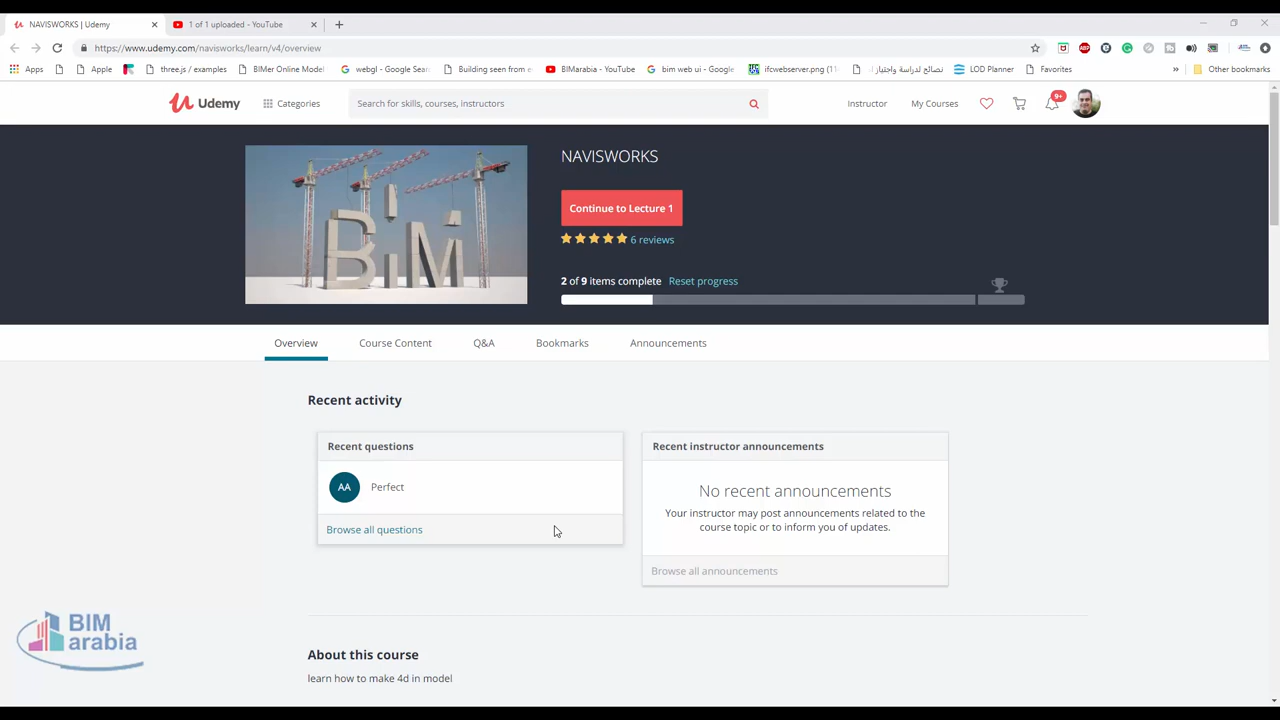 NAVISWORKS | Udemy
1 of 1 uploaded - YouTube
https://www.udemy.com/navisworks/learn/v4/overview
Apps
Apple
three.js / examples
BIMer Online Model
webgl - Google Sear
Building seen from e
BIMarabia - YouTube
bim web ui - Google
ifcwebserver.png (11
نصائح لدراسة واجتياز ا
LOD Planner
Favorites
»
Other bookmarks
Udemy
Categories
Search for skills, courses, instructors
Instructor
My Courses
9+
BIM
NAVISWORKS
Continue to Lecture 1
6 reviews
2 of 9 items complete
Reset progress
Overview
Course Content
Q&A
Bookmarks
Announcements
Recent activity
Recent questions
AA
Perfect
Browse all questions
Recent instructor announcements
No recent announcements
Your instructor may post announcements related to the
course topic or to inform you of updates.
Browse all announcements
BIM
arabia
About this course
learn how to make 4d in model